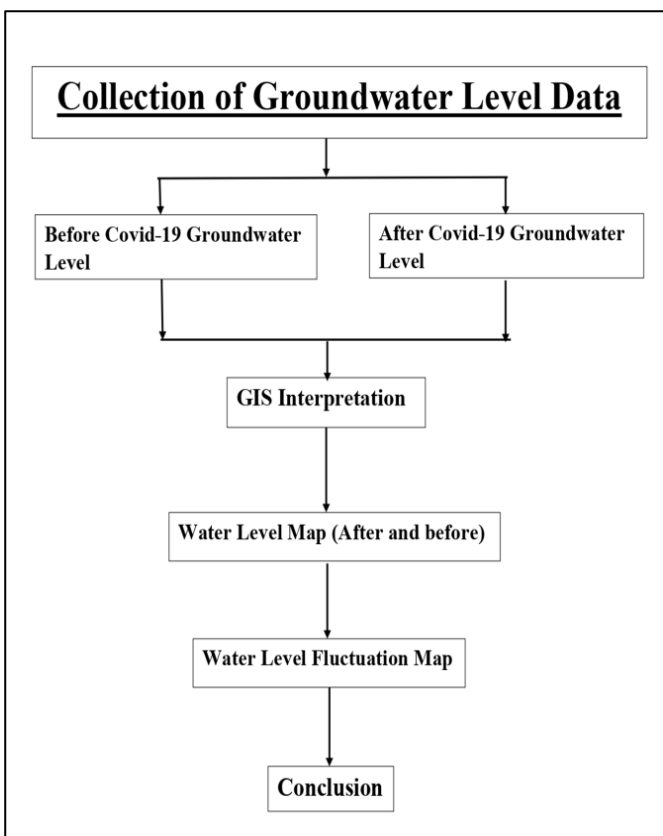 Collection of Groundwater Level Data
Before Covid-19 Groundwater
Level
After Covid-19 Groundwater
Level
GIS Interpretation
Water Level Map (After and before)
Water Level Fluctuation Map
Conclusion